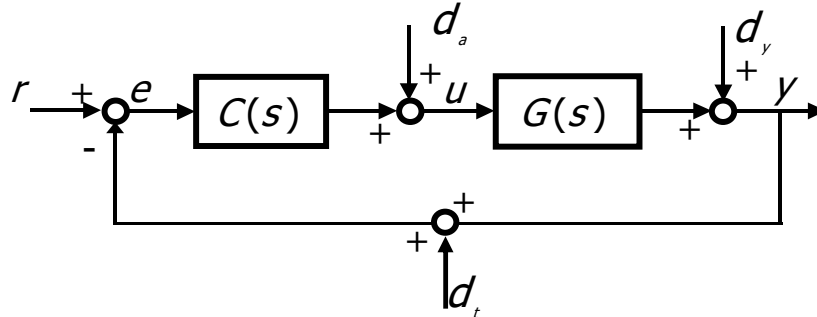 d_a
d_y
r + e C(s) + + u G(s) + + y
-
+ +
d_t